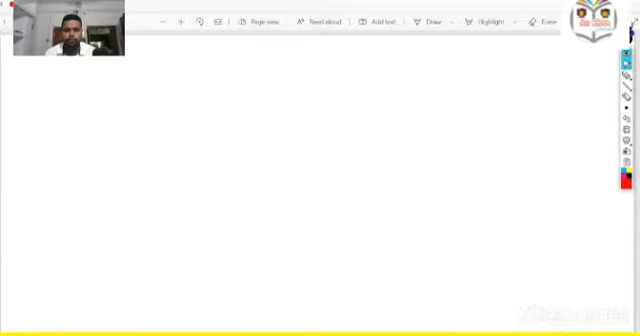 Page view
Read aloud
Add text
Draw
Highlight
Erase